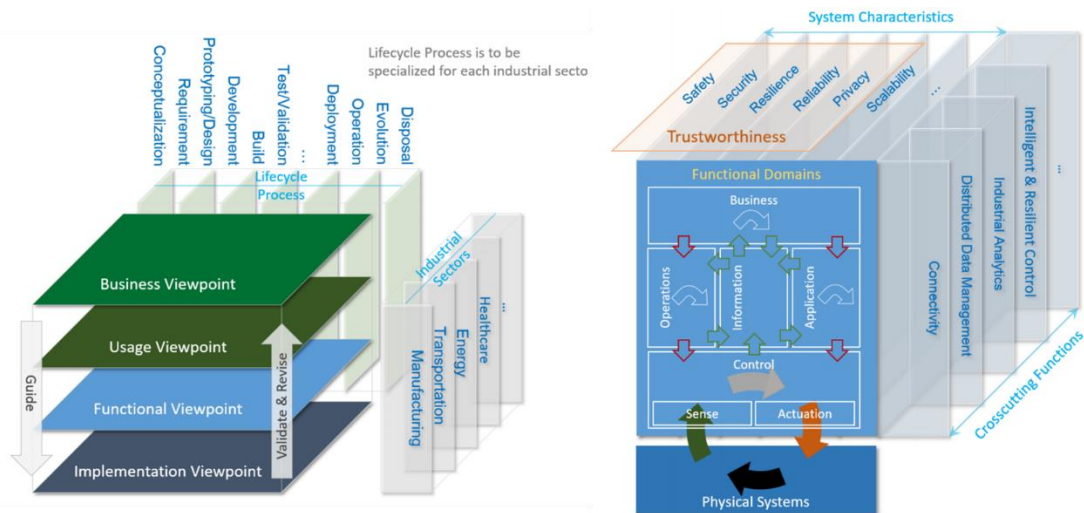 Lifecycle Process is to be
specialized for each industrial secto
Conceptualization
Requirement
Prototyping/Design
Development
Build
Test/Validation
...
Deployment
Operation
Evolution
Disposal
Lifecycle
Process
Business Viewpoint
Usage Viewpoint
Functional Viewpoint
Implementation Viewpoint
Guide
Validate & Revise
Industrial
Sectors
Manufacturing
Transportation
Energy
Healthcare
...
System Characteristics
Safety
Security
Resilience
Reliability
Privacy
Scalability
...
Trustworthiness
Functional Domains
Business
Operations
Information
Application
Control
Sense
Actuation
Physical Systems
Connectivity
Distributed Data Management
Industrial Analytics
Intelligent & Resilient Control
...
Crosscutting Functions